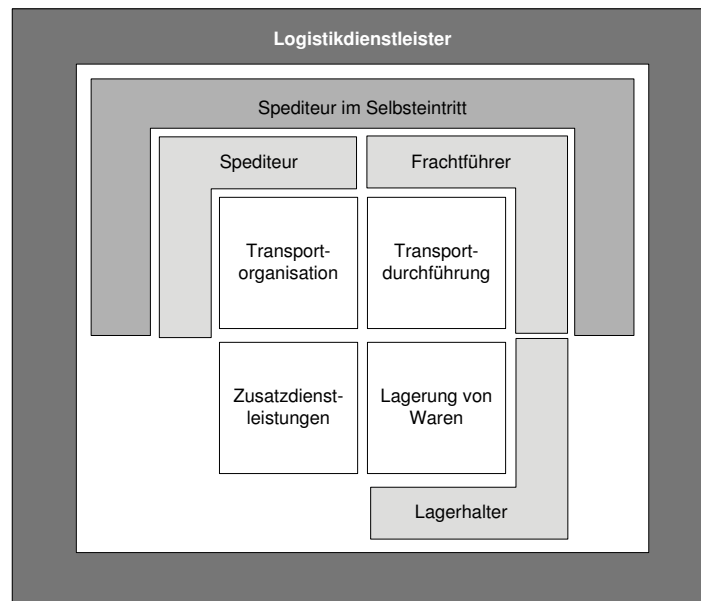 Logistikdienstleister
Spediteur im Selbsteintritt
Spediteur
Frachtführer
Transport-
organisation
Transport-
durchführung
Zusatzdienst-
leistungen
Lagerung von
Waren
Lagerhalter